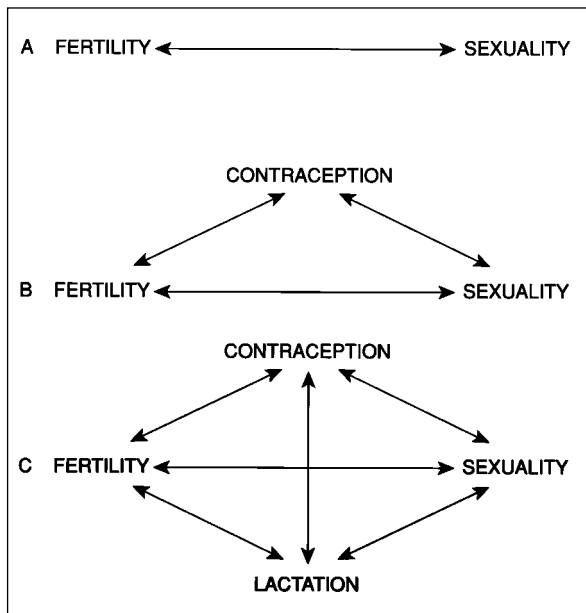 A FERTILITY SEXUALITY
CONTRACEPTION
B FERTILITY SEXUALITY
CONTRACEPTION
C FERTILITY SEXUALITY
LACTATION